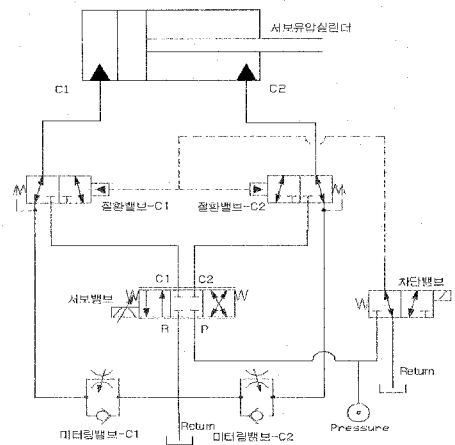 서보유압실린더
C1
C2
절환밸브-C1
절환밸브-C2
C1
C2
서보밸브
차단밸브
R
P
Return
Return
미터링밸브-C1
미터링밸브-C2
Pressure